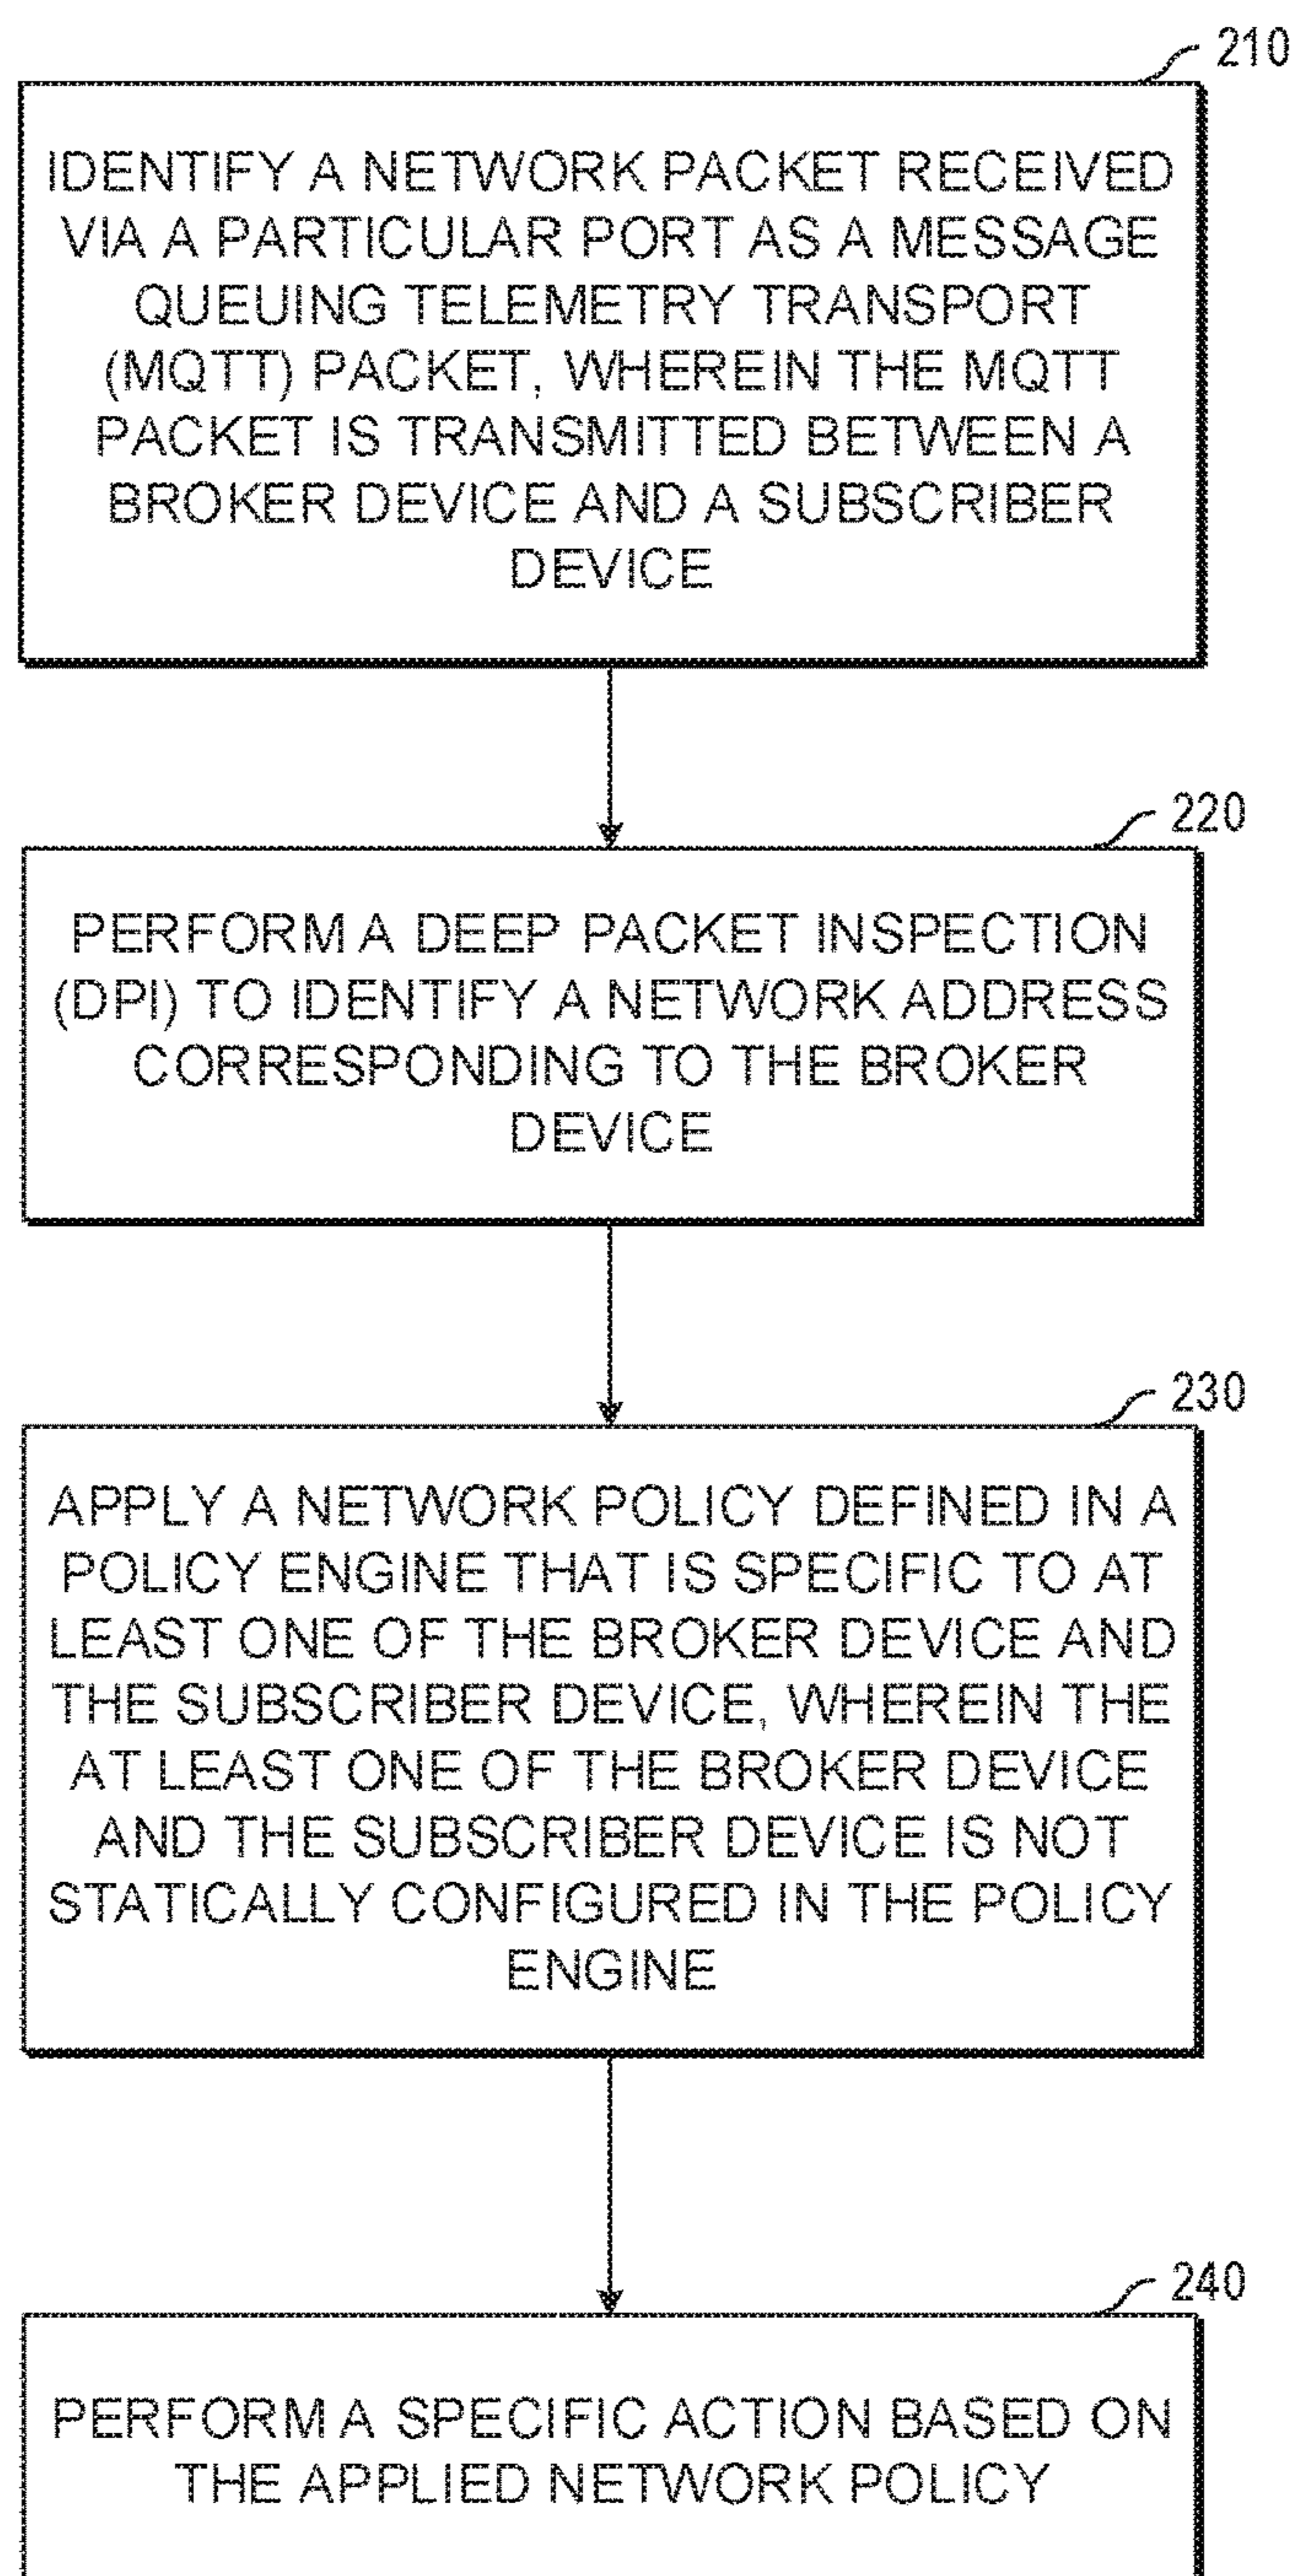 210
IDENTIFY A NETWORK PACKET RECEIVED
VIA A PARTICULAR PORT AS A MESSAGE
QUEUING TELEMETRY TRANSPORT
(MQTT) PACKET, WHEREIN THE MQTT
PACKET IS TRANSMITTED BETWEEN A
BROKER DEVICE AND A SUBSCRIBER
DEVICE
220
PERFORM A DEEP PACKET INSPECTION
(DPI) TO IDENTIFY A NETWORK ADDRESS
CORRESPONDING TO THE BROKER
DEVICE
230
APPLY A NETWORK POLICY DEFINED IN A
POLICY ENGINE THAT IS SPECIFIC TO AT
LEAST ONE OF THE BROKER DEVICE AND
THE SUBSCRIBER DEVICE, WHEREIN THE
AT LEAST ONE OF THE BROKER DEVICE
AND THE SUBSCRIBER DEVICE IS NOT
STATICALLY CONFIGURED IN THE POLICY
ENGINE
240
PERFORM A SPECIFIC ACTION BASED ON
THE APPLIED NETWORK POLICY